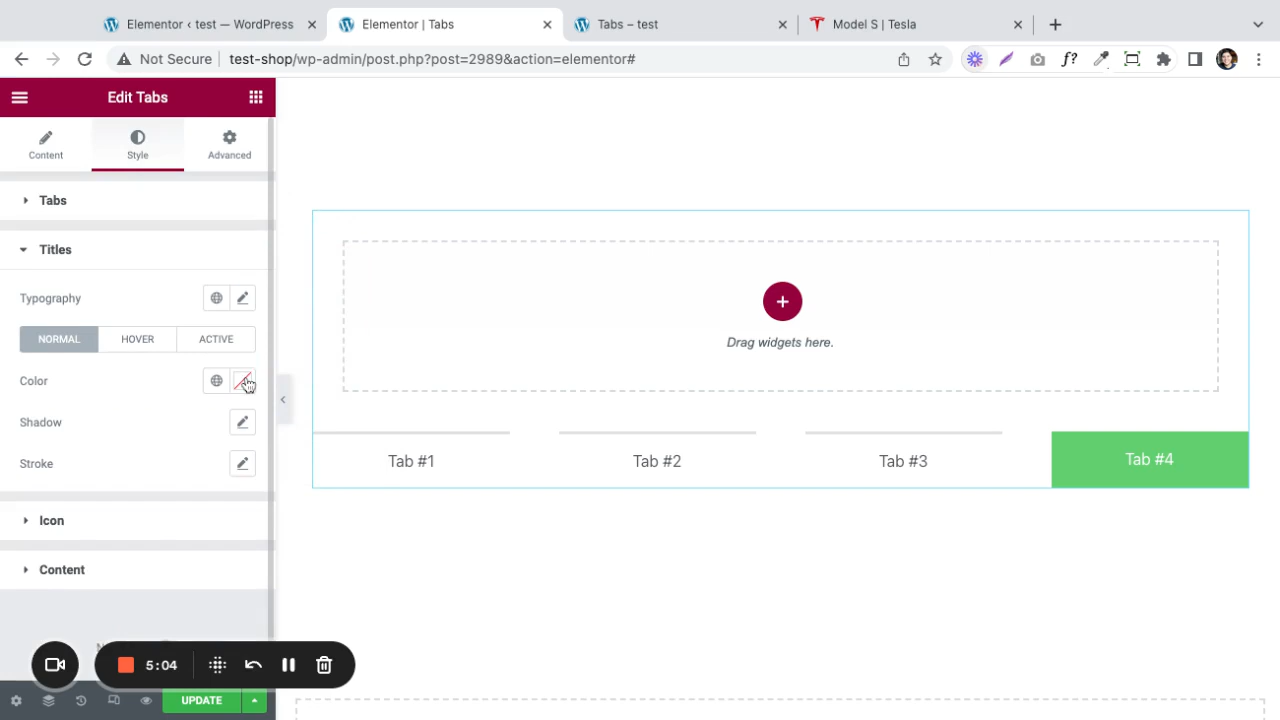 Elementor ‹ test — WordPress
Elementor | Tabs
Tabs – test
Model S | Tesla
Not Secure
test-shop/wp-admin/post.php?post=2989&action=elementor#
f?
Edit Tabs
Content
Style
Advanced
Tabs
Titles
Typography
NORMAL
HOVER
ACTIVE
Color
Shadow
Stroke
Icon
Content
5:04
UPDATE
Drag widgets here.
Tab #1
Tab #2
Tab #3
Tab #4